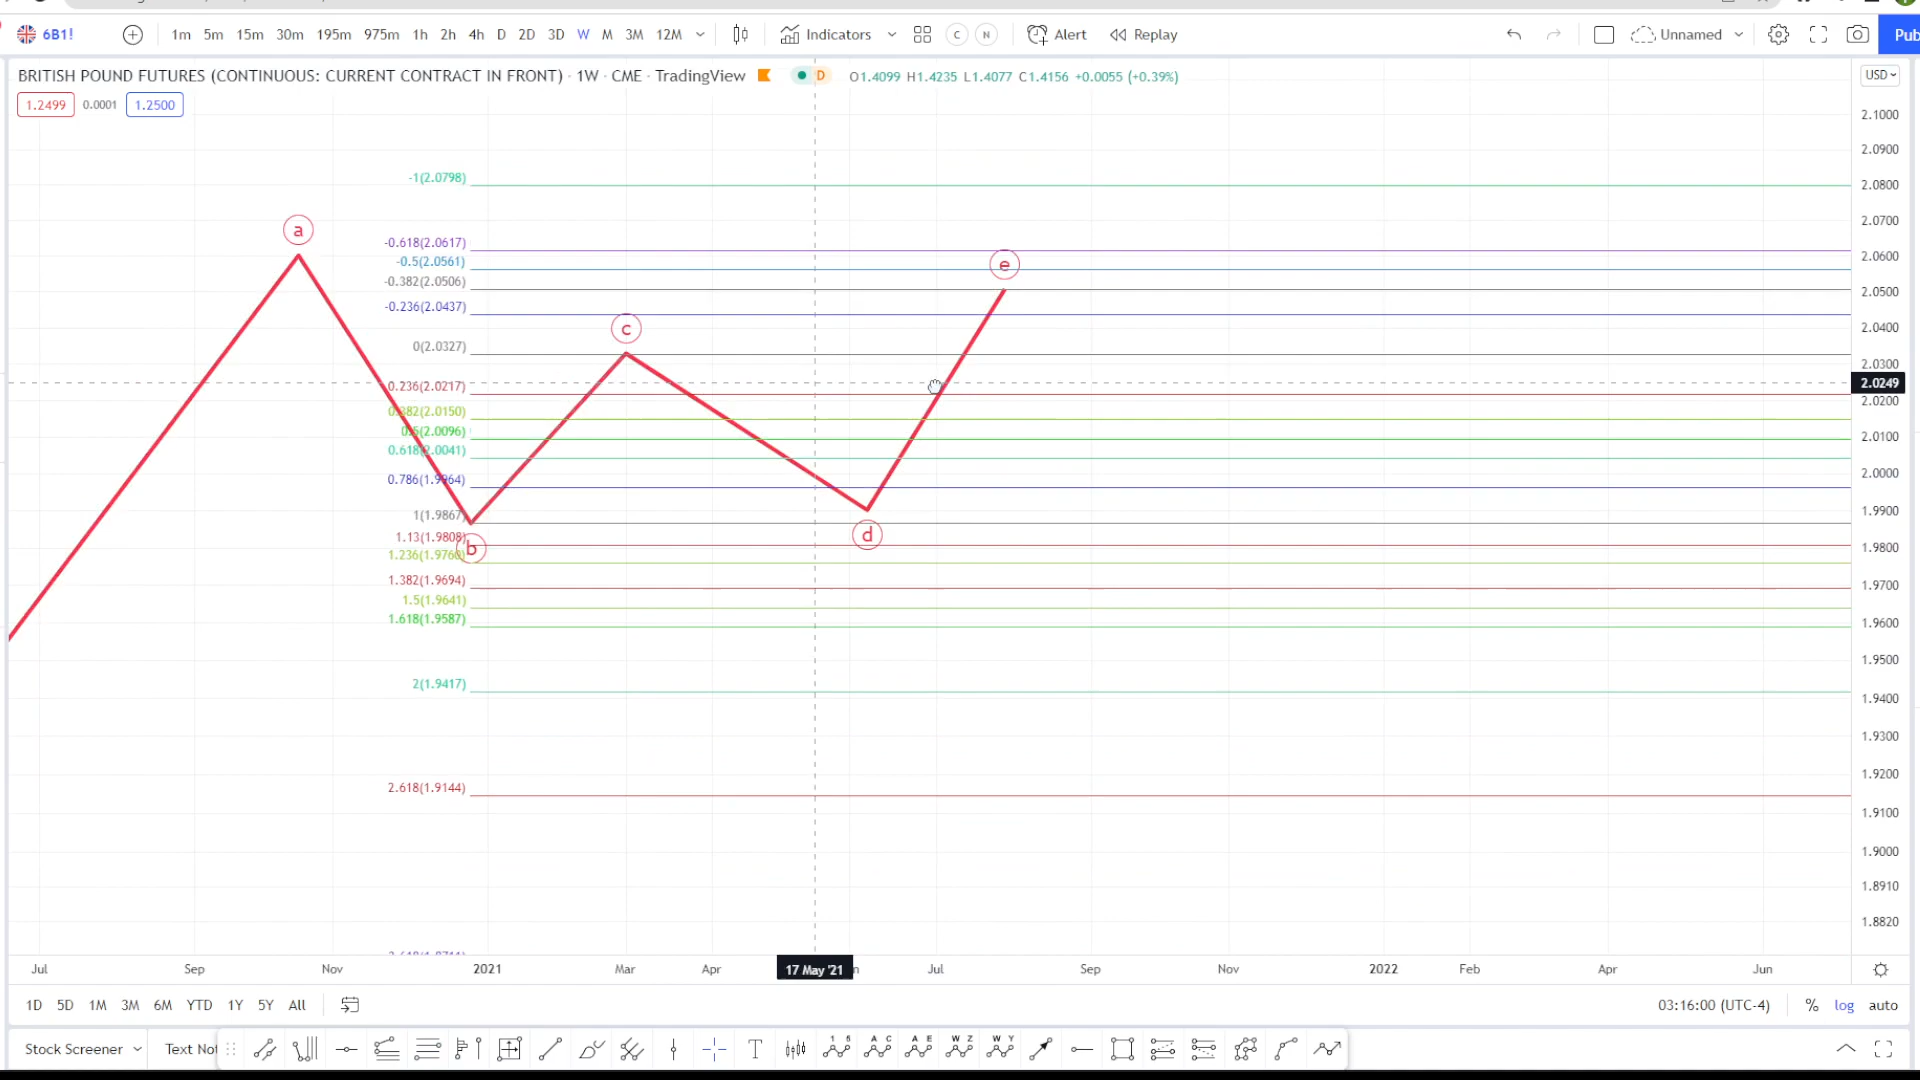 6B1! 1m 5m 15m 30m 195m 975m 1h 2h 4h D 2D 3D W M 3M 12M Indicators C N Alert Replay Unnamed Pub
BRITISH POUND FUTURES (CONTINUOUS: CURRENT CONTRACT IN FRONT) · 1W · CME · TradingView D O1.4099 H1.4235 L1.4077 C1.4156 +0.0055 (+0.39%) USD
1.2499 0.0001 1.2500
2.1000
2.0900
-1(2.0798) 2.0800
2.0700
a
-0.618(2.0617)
-0.5(2.0561) 2.0600
e
-0.382(2.0506) 2.0500
-0.236(2.0437)
c 2.0400
0(2.0327)
2.0300
0.236(2.0217) 2.0249
2.0200
0.382(2.0150)
0.5(2.0096) 2.0100
0.618(2.0041)
0.786(1.9964) 2.0000
1(1.9867) 1.9900
1.13(1.9808) d
b 1.9800
1.236(1.9760)
1.382(1.9694) 1.9700
1.5(1.9641)
1.618(1.9587) 1.9600
1.9500
2(1.9417) 1.9400
1.9300
1.9200
2.618(1.9144)
1.9100
1.9000
1.8910
1.8820
Jul Sep Nov 2021 Mar Apr 17 May '21 Jul Sep Nov 2022 Feb Apr Jun
1D 5D 1M 3M 6M YTD 1Y 5Y All 03:16:00 (UTC-4) % log auto
Stock Screener Text Not